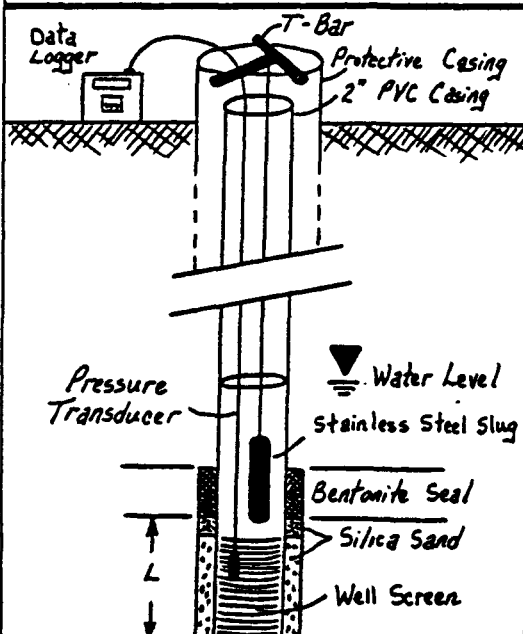 T-Bar
Data
Logger
Protective Casing
2" PVC Casing
Water Level
Pressure
Transducer
Stainless Steel Slug
Bentonite Seal
Silica Sand
L
Well Screen